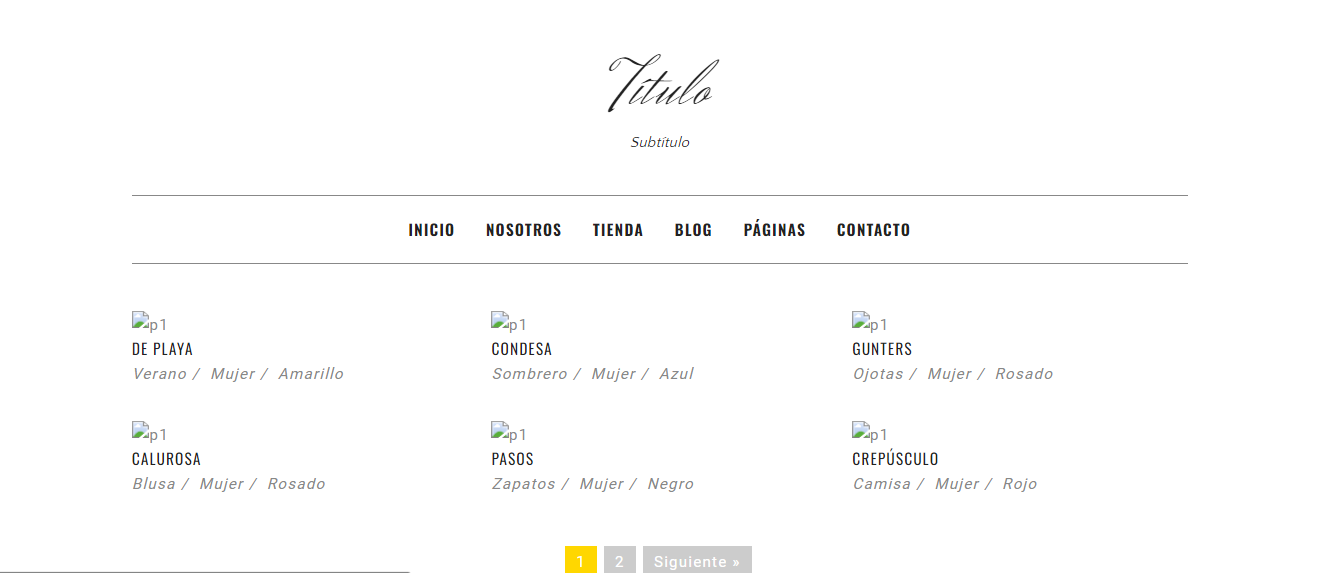 Título
Subtítulo
INICIO NOSOTROS TIENDA BLOG PÁGINAS CONTACTO
p1 p1 p1
DE PLAYA CONDESA GUNTERS
Verano / Mujer / Amarillo Sombrero / Mujer / Azul Ojotas / Mujer / Rosado
p1 p1 p1
CALUROSA PASOS CREPÚSCULO
Blusa / Mujer / Rosado Zapatos / Mujer / Negro Camisa / Mujer / Rojo
1 2 Siguiente »